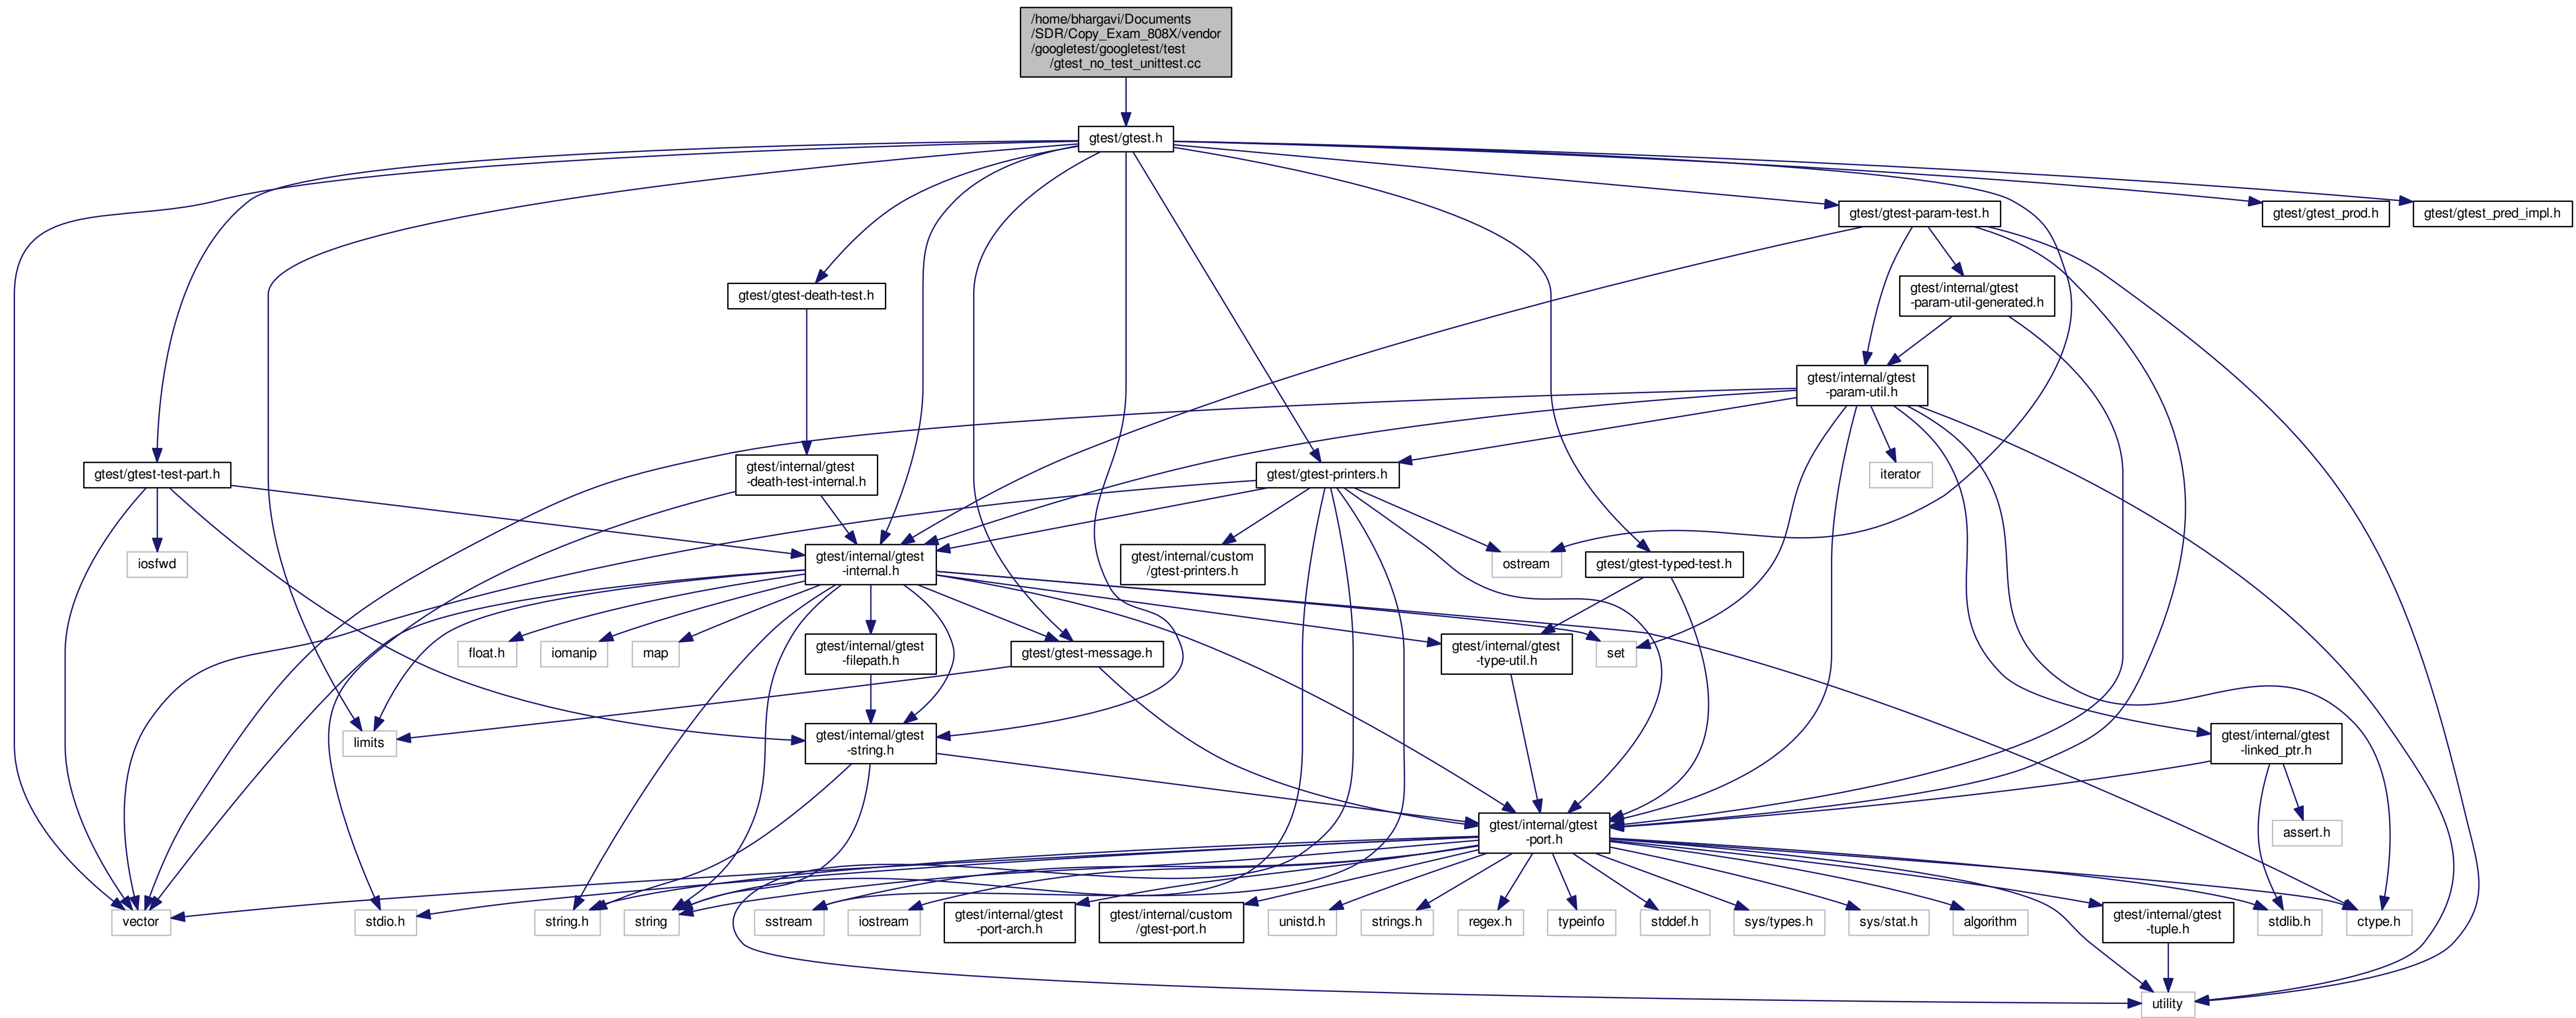 /home/bhargavi/Documents
/SDR/Copy_Exam_808X/vendor
/googletest/googletest/test
/gtest_no_test_unittest.cc
gtest/gtest.h
gtest/gtest-param-test.h
gtest/gtest_prod.h
gtest/gtest_pred_impl.h
gtest/gtest-death-test.h
gtest/internal/gtest
-param-util-generated.h
gtest/internal/gtest
-param-util.h
gtest/gtest-test-part.h
gtest/internal/gtest
-death-test-internal.h
gtest/gtest-printers.h
iterator
iosfwd
gtest/internal/gtest
-internal.h
gtest/internal/custom
/gtest-printers.h
ostream
gtest/gtest-typed-test.h
float.h
iomanip
map
gtest/internal/gtest
-filepath.h
gtest/gtest-message.h
gtest/internal/gtest
-type-util.h
set
limits
gtest/internal/gtest
-string.h
gtest/internal/gtest
-linked_ptr.h
gtest/internal/gtest
-port.h
assert.h
vector
stdio.h
string.h
string
sstream
iostream
gtest/internal/gtest
-port-arch.h
gtest/internal/custom
/gtest-port.h
unistd.h
strings.h
regex.h
typeinfo
stddef.h
sys/types.h
sys/stat.h
algorithm
gtest/internal/gtest
-tuple.h
stdlib.h
ctype.h
utility